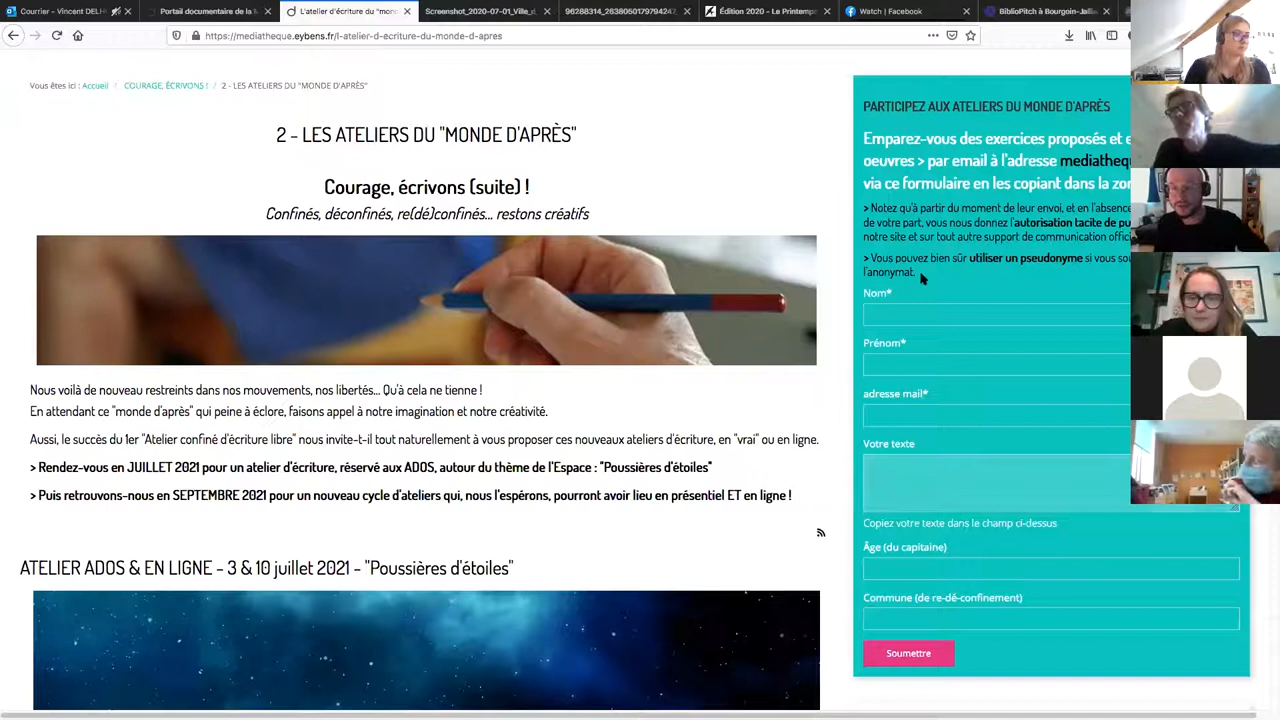 Courrier – Vincent DEL
Portail documentaire de la M
L'atelier d'écriture du "mon
Screenshot_2020-07-01_Ville_d
96288314_2638050179794247
Édition 2020 – Le Printemp
Watch | Facebook
BiblioPitch à Bourgoin-Jallie
https://mediatheque.eybens.fr/l-atelier-d-ecriture-du-monde-d-apres
Vous êtes ici : Accueil / COURAGE, ÉCRIVONS ! / 2 - LES ATELIERS DU "MONDE D'APRÈS"
2 - LES ATELIERS DU "MONDE D'APRÈS"
Courage, écrivons (suite) !
Confinés, déconfinés, re(dé)confinés... restons créatifs
Nous voilà de nouveau restreints dans nos mouvements, nos libertés... Qu'à cela ne tienne !
En attendant ce "monde d'après" qui peine à éclore, faisons appel à notre imagination et notre créativité.
Aussi, le succès du 1er "Atelier confiné d'écriture libre" nous invite-t-il tout naturellement à vous proposer ces nouveaux ateliers d'écriture, en "vrai" ou en ligne.
> Rendez-vous en JUILLET 2021 pour un atelier d'écriture, réservé aux ADOS, autour du thème de l'Espace : "Poussières d'étoiles"
> Puis retrouvons-nous en SEPTEMBRE 2021 pour un nouveau cycle d'ateliers qui, nous l'espérons, pourront avoir lieu en présentiel ET en ligne !
ATELIER ADOS & EN LIGNE - 3 & 10 juillet 2021 - "Poussières d'étoiles"
PARTICIPEZ AUX ATELIERS DU MONDE D'APRÈS
Emparez-vous des exercices proposés et e
oeuvres > par email à l'adresse mediathequ
via ce formulaire en les copiant dans la zor
> Notez qu'à partir du moment de leur envoi, et en l'absence
de votre part, vous nous donnez l'autorisation tacite de pu
notre site et sur tout autre support de communication offici
> Vous pouvez bien sûr utiliser un pseudonyme si vous sou
l'anonymat.
Nom*
Prénom*
adresse mail*
Votre texte
Copiez votre texte dans le champ ci-dessus
Âge (du capitaine)
Commune (de re-dé-confinement)
Soumettre